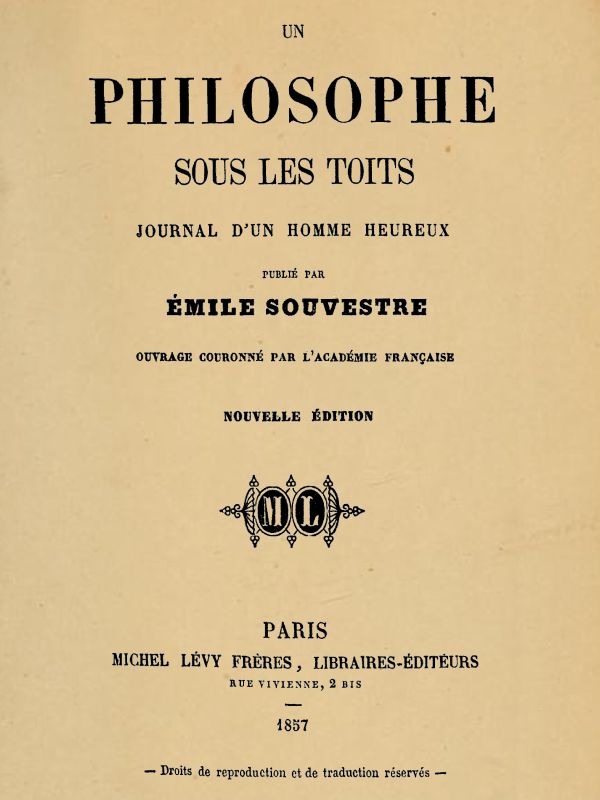 UN
PHILOSOPHE
SOUS LES TOITS
JOURNAL D'UN HOMME HEUREUX
PUBLIÉ PAR
ÉMILE SOUVESTRE
OUVRAGE COURONNÉ PAR L'ACADÉMIE FRANÇAISE
NOUVELLE ÉDITION
ML
PARIS
MICHEL LÉVY FRÈRES, LIBRAIRES-ÉDITEURS
RUE VIVIENNE, 2 BIS
—
1857
— Droits de reproduction et de traduction réservés —